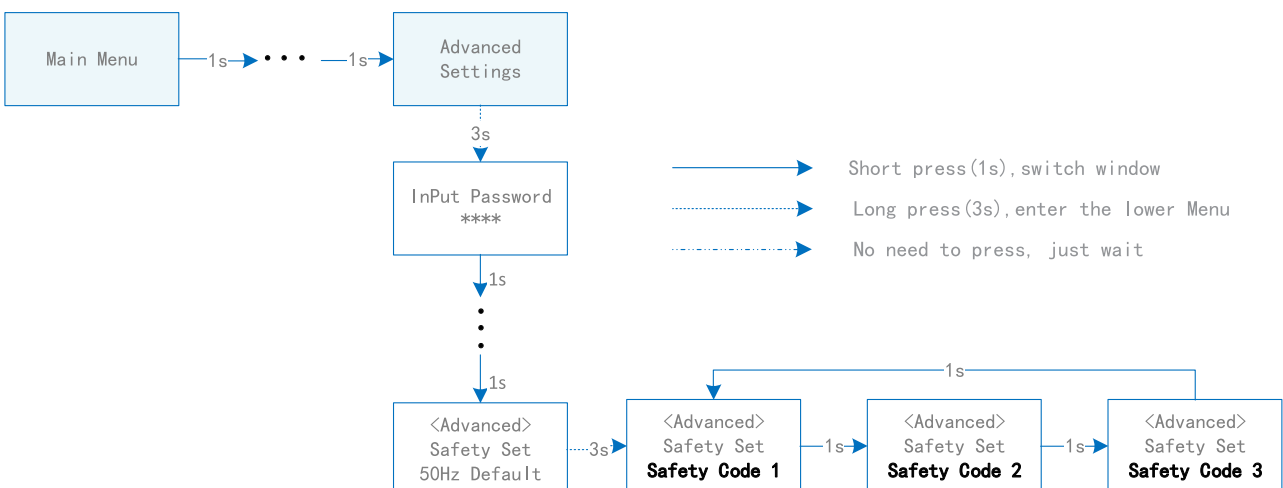 Main Menu
1s
1s
Advanced
Settings
3s
InPut Password
****
Short press(1s),switch window
Long press(3s),enter the lower Menu
No need to press, just wait
1s
1s
1s
<Advanced>
Safety Set
50Hz Default
3s
<Advanced>
Safety Set
Safety Code 1
1s
<Advanced>
Safety Set
Safety Code 2
1s
<Advanced>
Safety Set
Safety Code 3